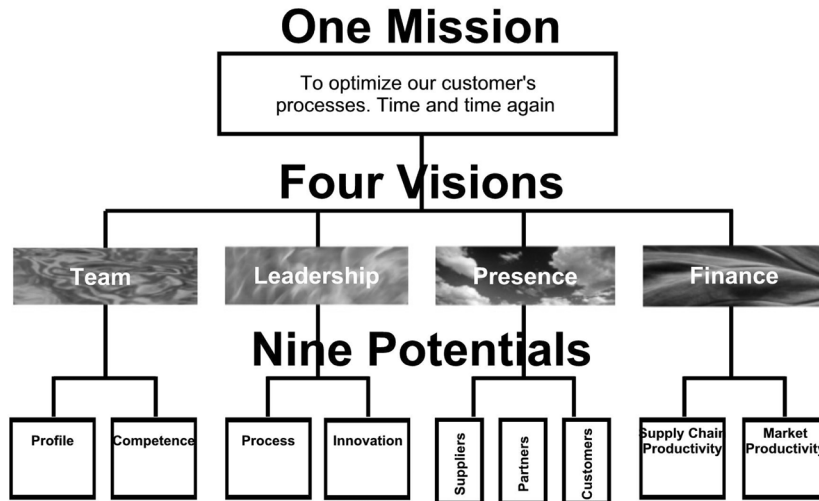 One Mission
To optimize our customer's
processes. Time and time again
Four Visions
Team
Leadership
Presence
Finance
Nine Potentials
Profile
Competence
Process
Innovation
Suppliers
Partners
Customers
Supply Chain
Productivity
Market
Productivity